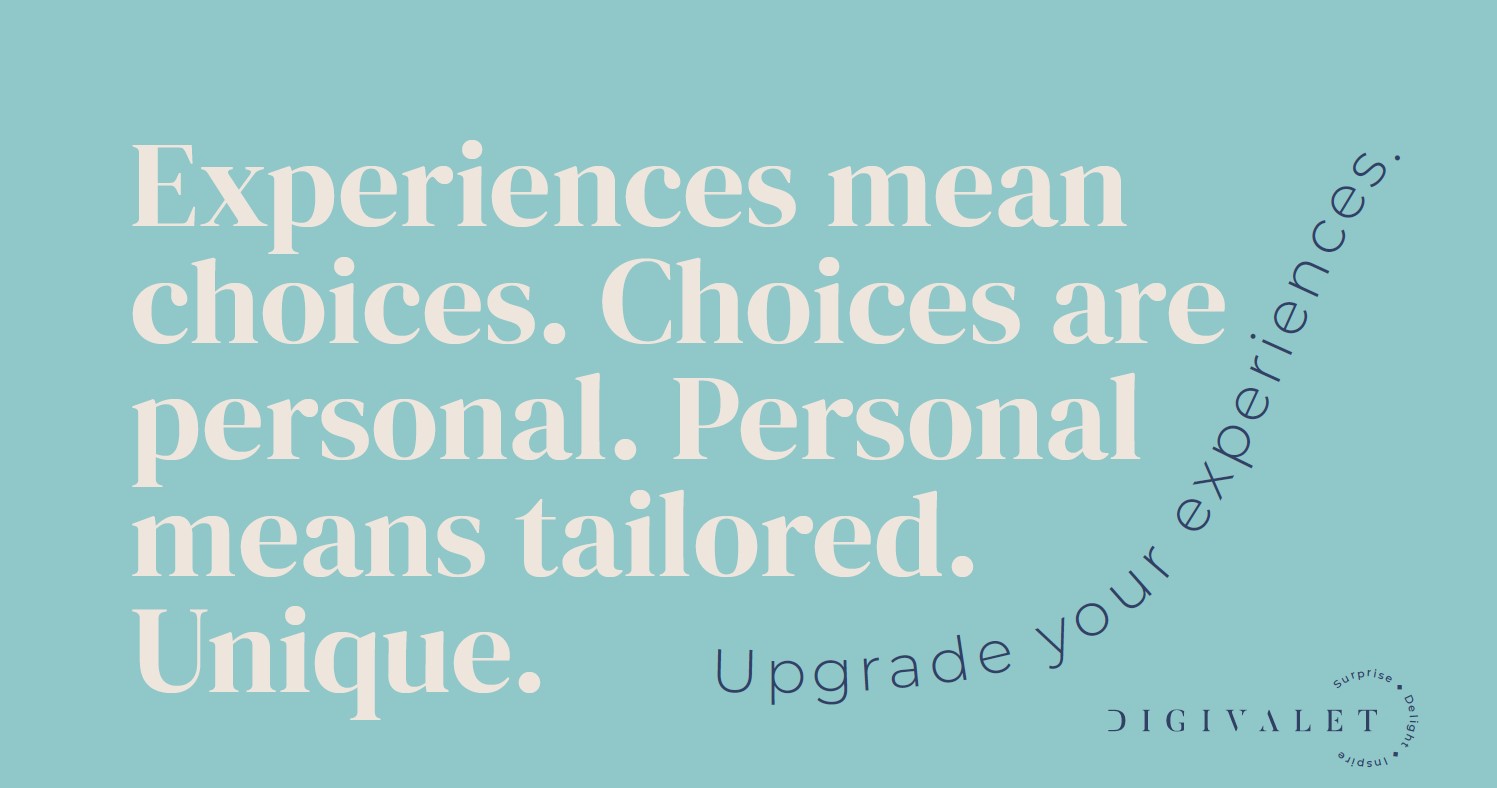 Experiences mean
choices. Choices are
personal. Personal
means tailored.
Unique.
Upgrade your experiences.
DIGIVALET
Surprise • Delight • Inspire